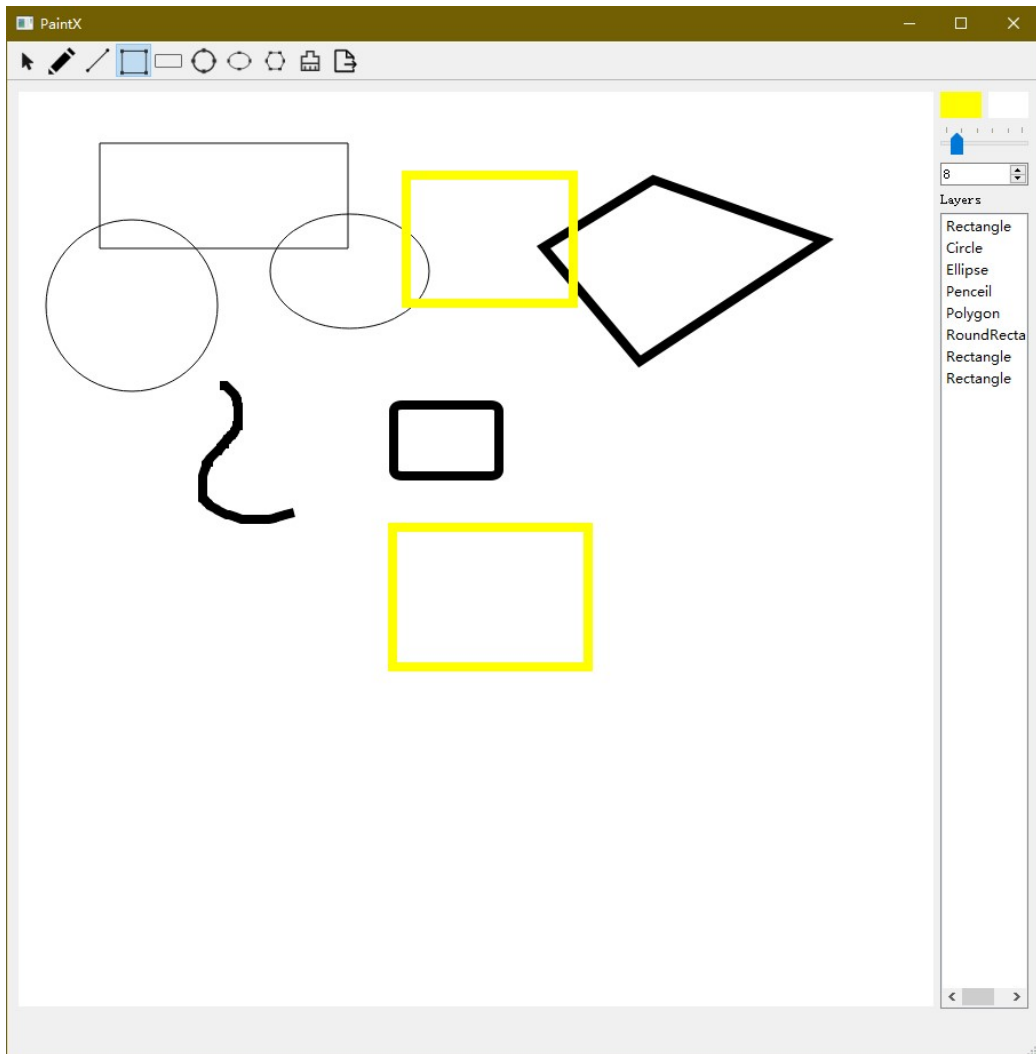 PaintX
8
Layers
Rectangle
Circle
Ellipse
Penceil
Polygon
RoundRecta
Rectangle
Rectangle